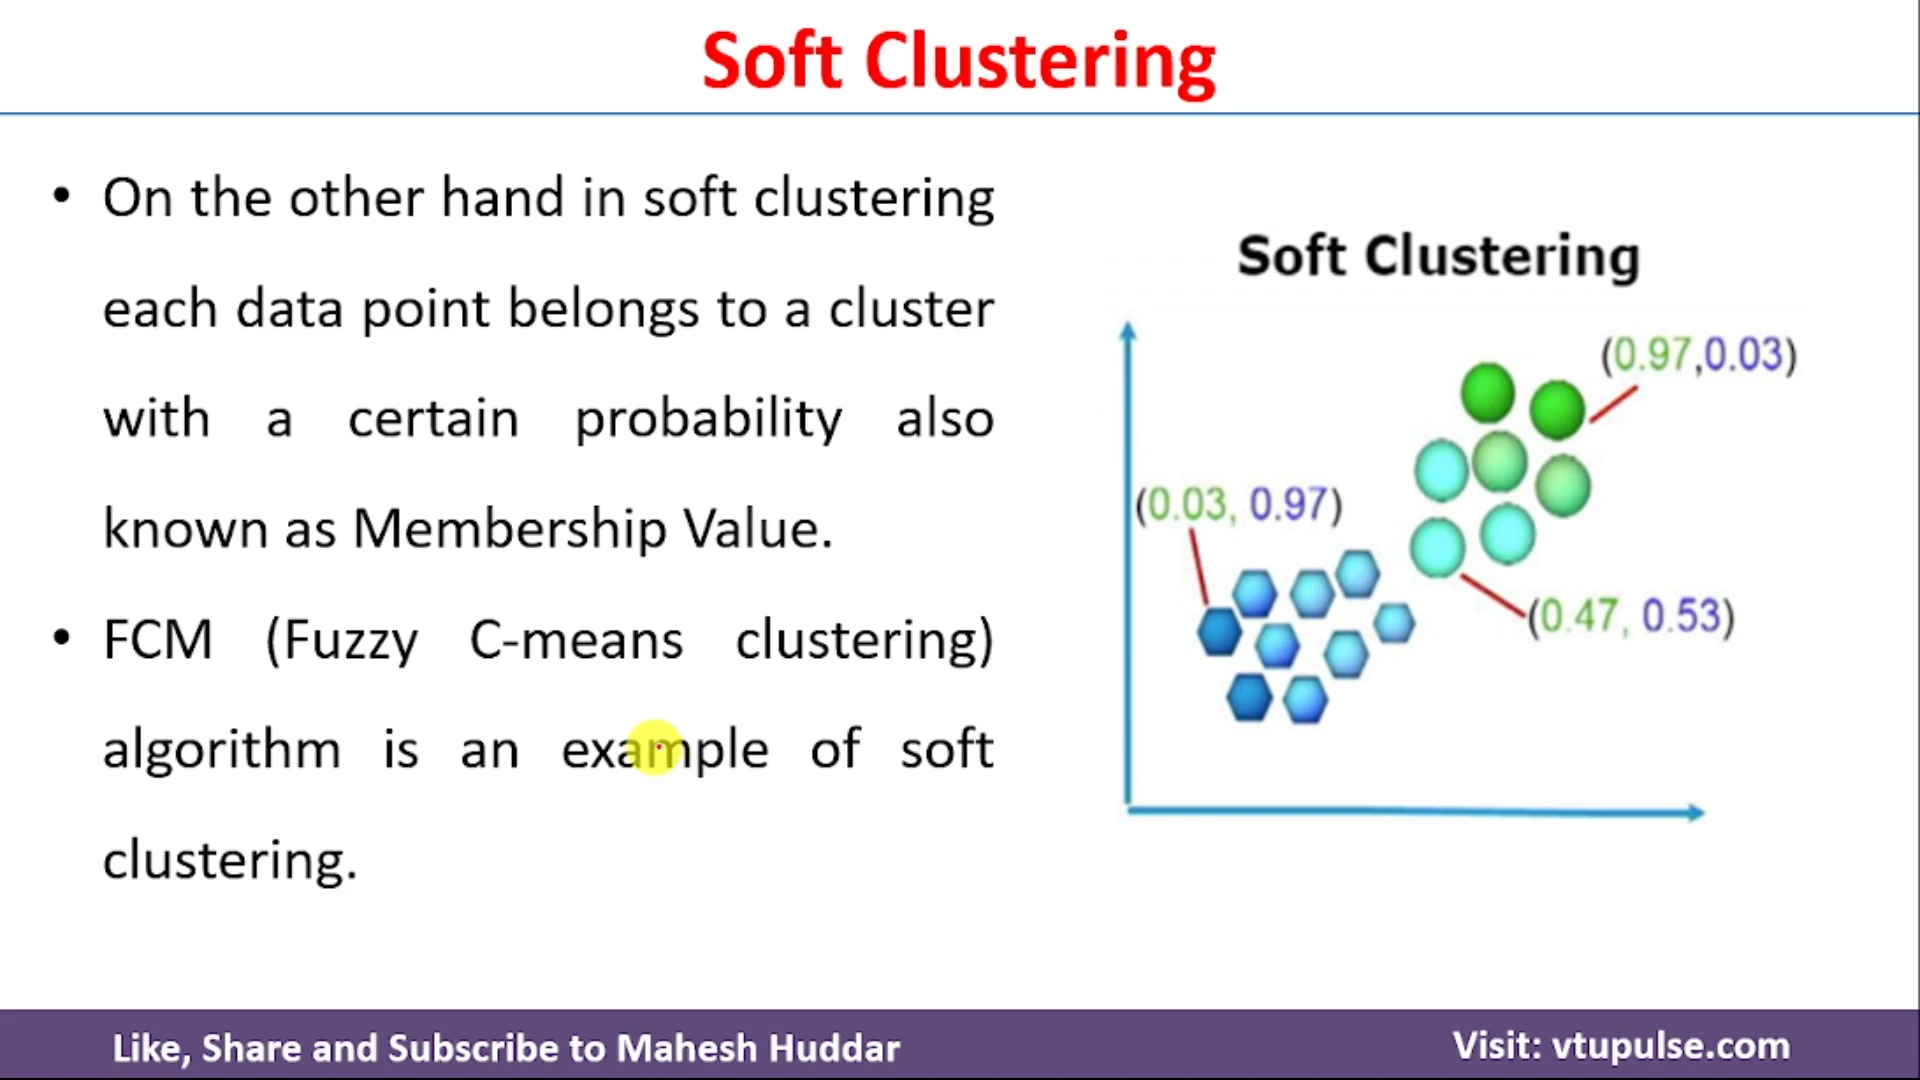 Soft Clustering
• On the other hand in soft clustering
each data point belongs to a cluster
with a certain probability also
known as Membership Value.
• FCM (Fuzzy C-means clustering)
algorithm is an example of soft
clustering.
Soft Clustering
(0.97,0.03)
(0.03, 0.97)
(0.47, 0.53)
Like, Share and Subscribe to Mahesh Huddar
Visit: vtupulse.com